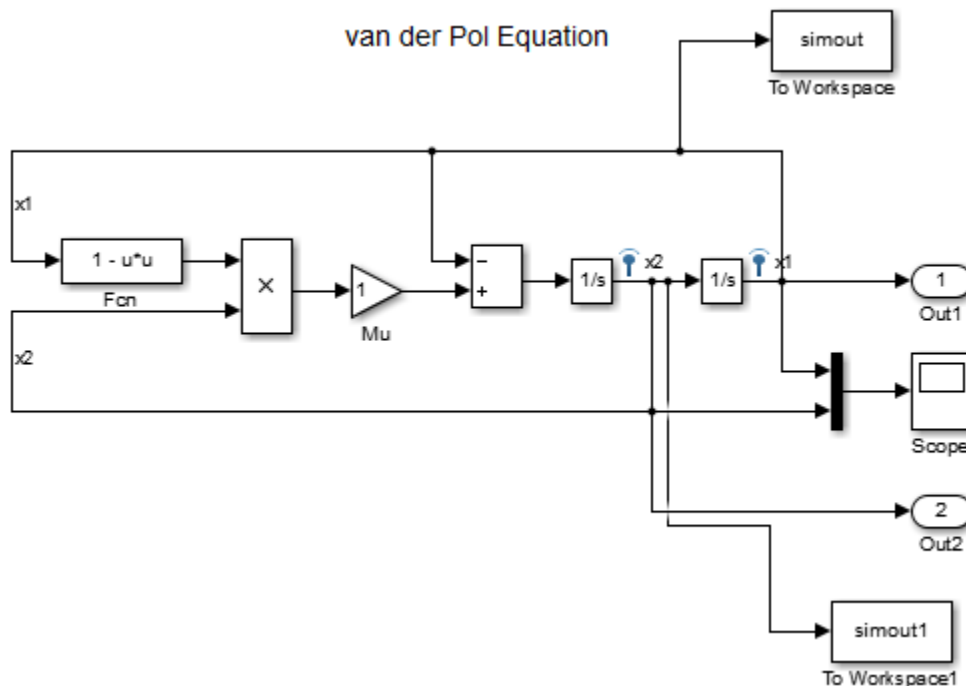 van der Pol Equation
simout
To Workspace
x1
1 - u*u
Fcn
×
1
Mu
−
+
1/s
x2
1/s
x1
1
Out1
x2
Scope
2
Out2
simout1
To Workspace1